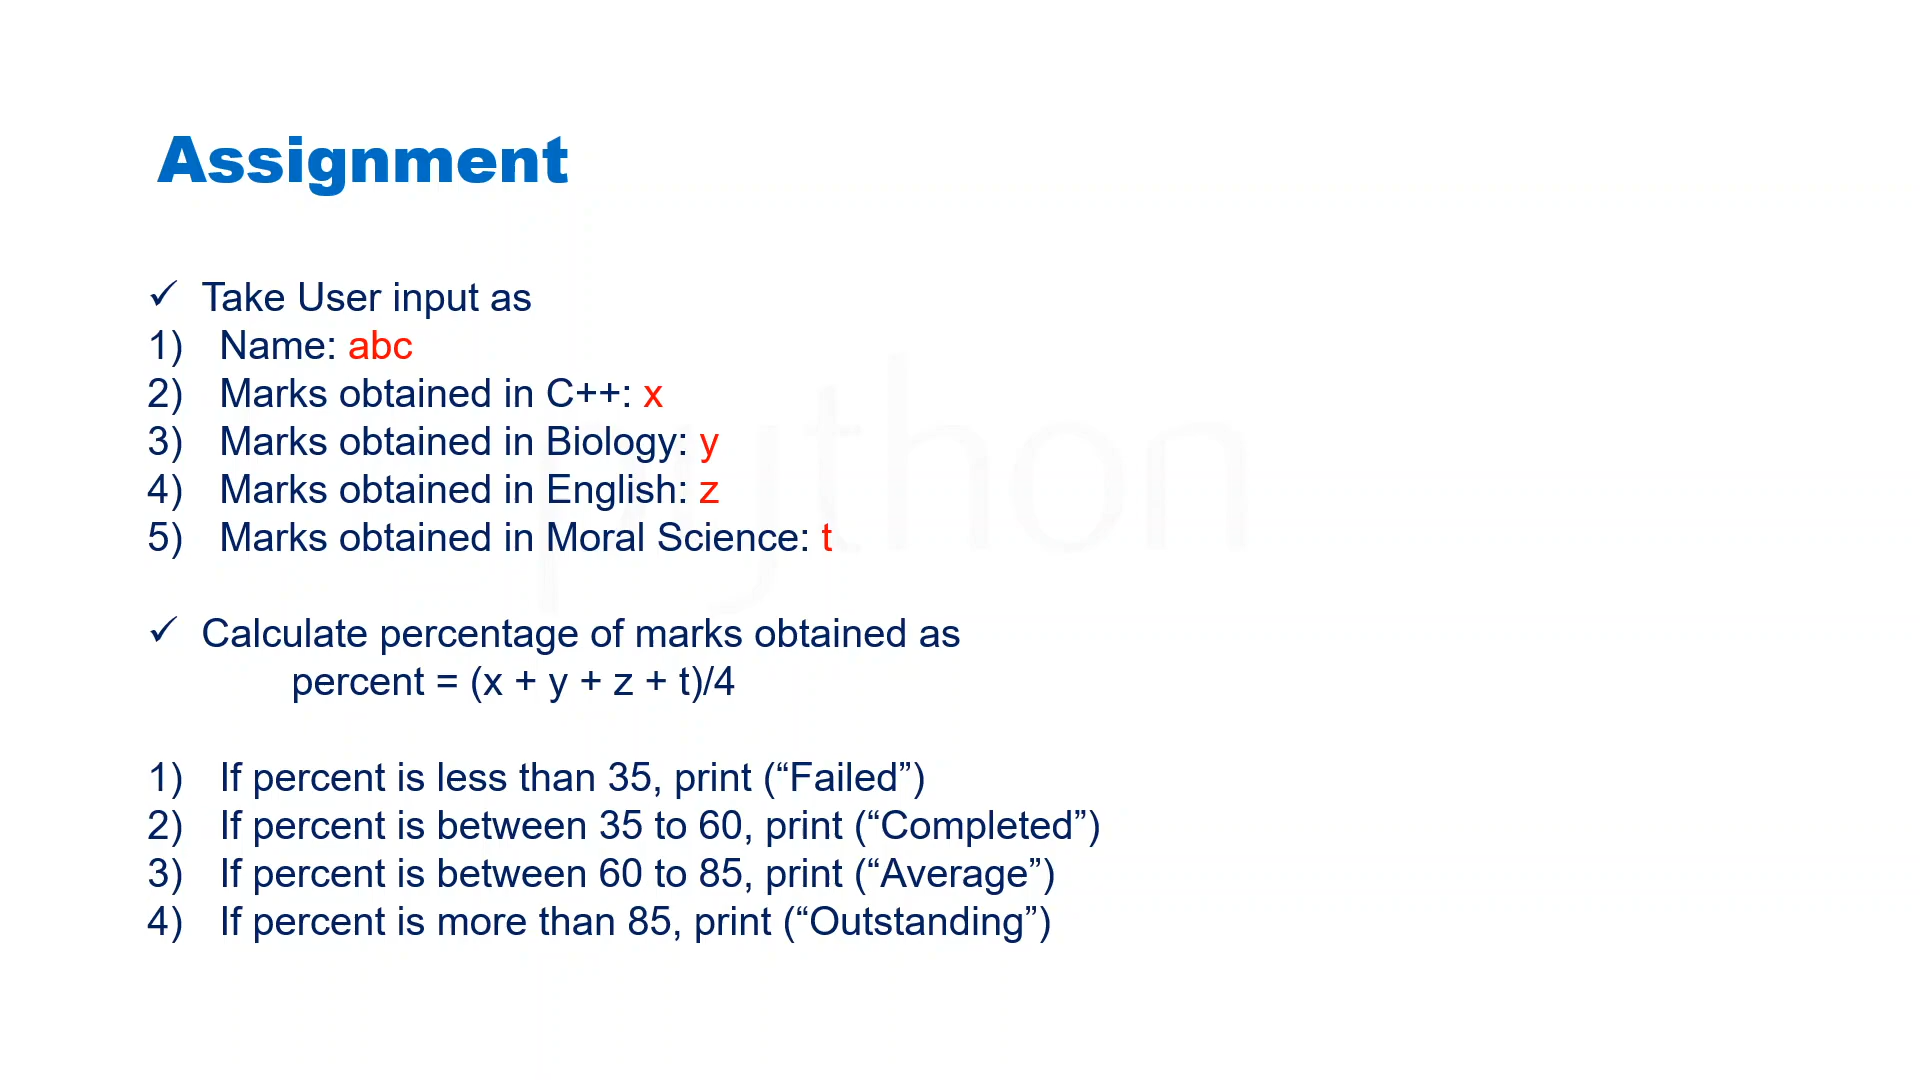 Assignment
✓ Take User input as
1) Name: abc
2) Marks obtained in C++: x
3) Marks obtained in Biology: y
4) Marks obtained in English: z
5) Marks obtained in Moral Science: t
✓ Calculate percentage of marks obtained as
percent = (x + y + z + t)/4
1) If percent is less than 35, print (“Failed”)
2) If percent is between 35 to 60, print (“Completed”)
3) If percent is between 60 to 85, print (“Average”)
4) If percent is more than 85, print (“Outstanding”)
python